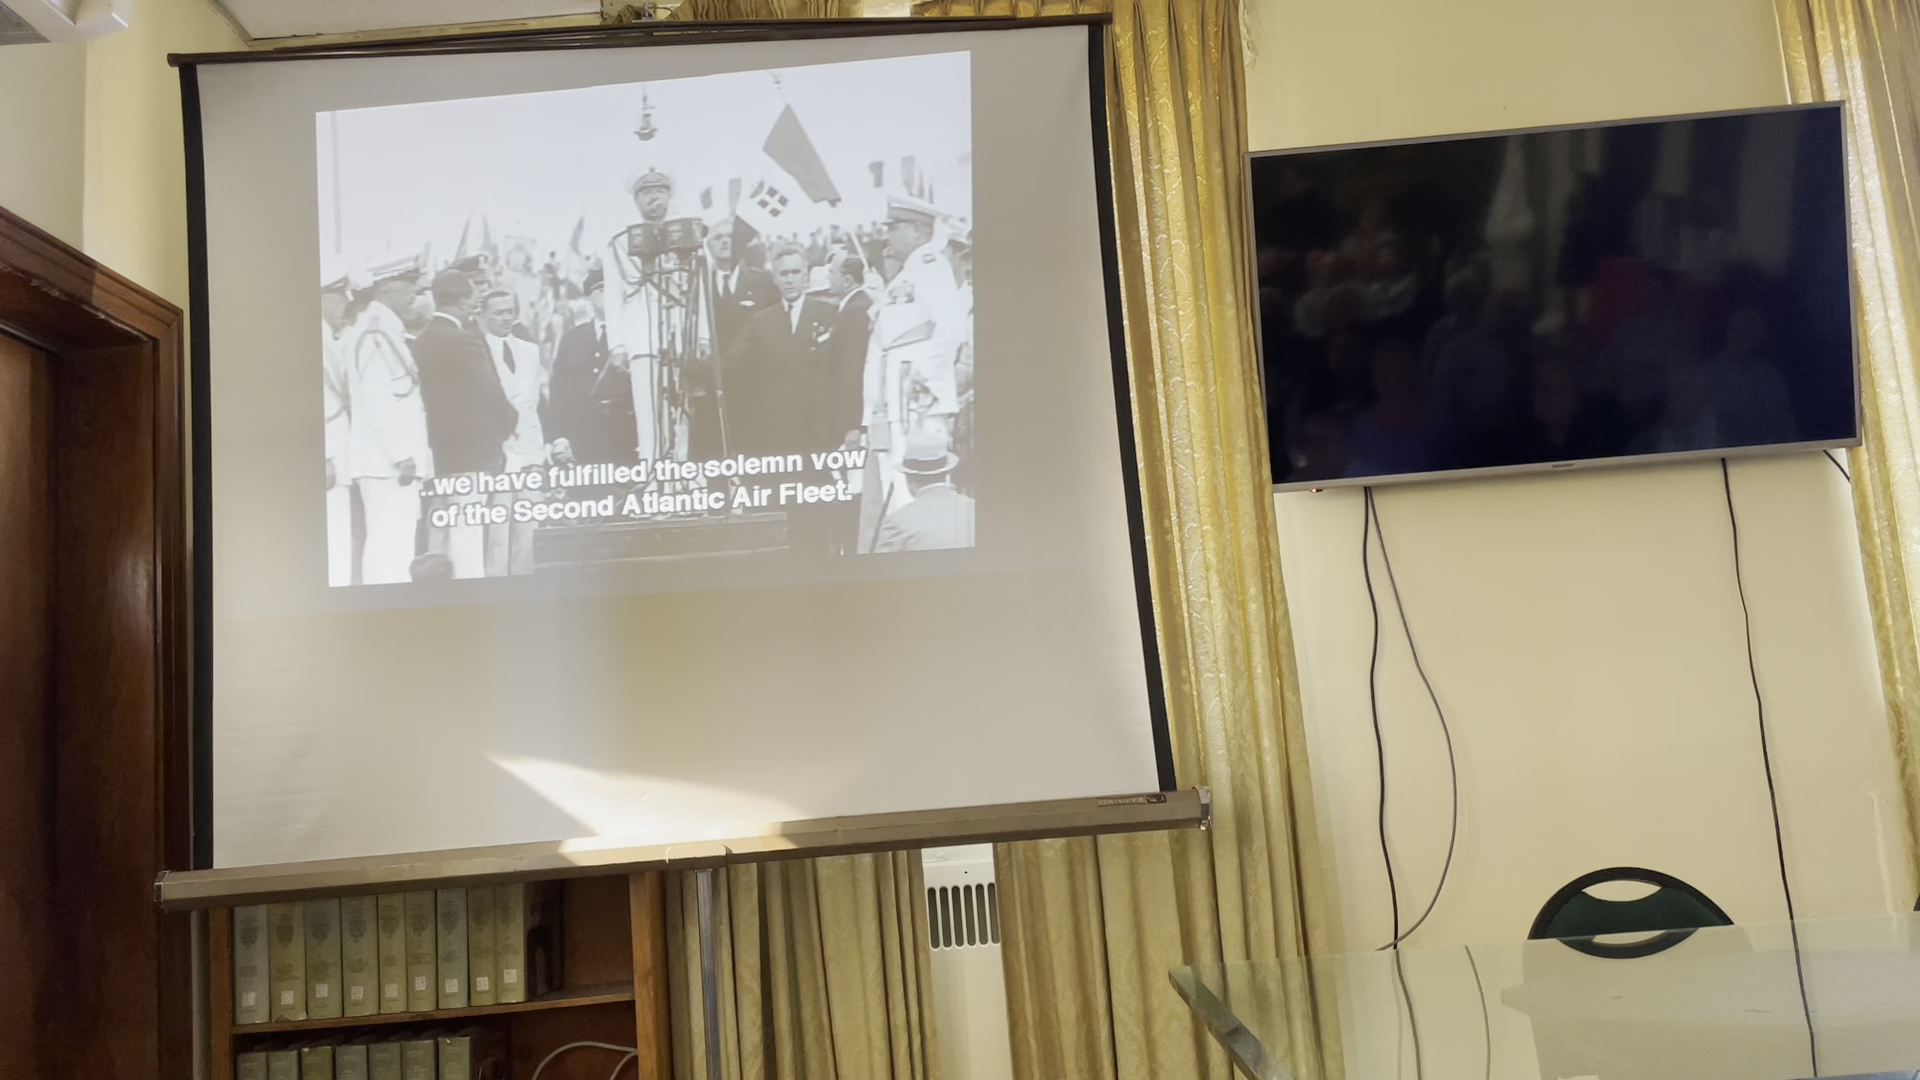 ..we have fulfilled the solemn vow
of the Second Atlantic Air Fleet.